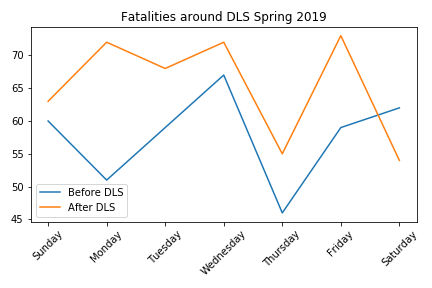 Fatalities around DLS Spring 2019
70
65
60
55
50
45
Before DLS
After DLS
Sunday
Monday
Tuesday
Wednesday
Thursday
Friday
Saturday